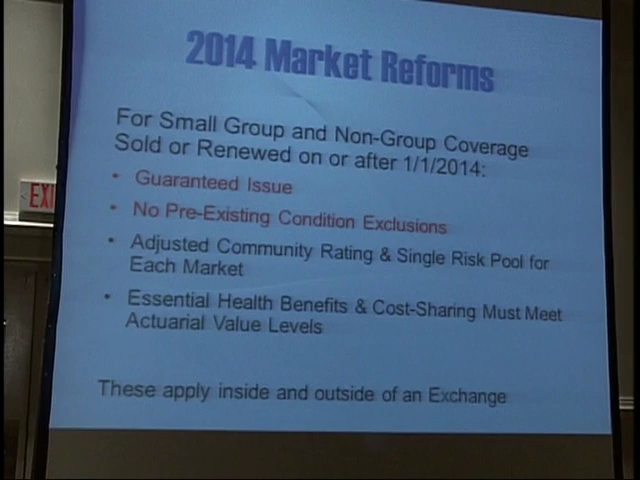 2014 Market Reforms
For Small Group and Non-Group Coverage
Sold or Renewed on or after 1/1/2014:
• Guaranteed Issue
• No Pre-Existing Condition Exclusions
• Adjusted Community Rating & Single Risk Pool for
Each Market
• Essential Health Benefits & Cost-Sharing Must Meet
Actuarial Value Levels
These apply inside and outside of an Exchange
EXI